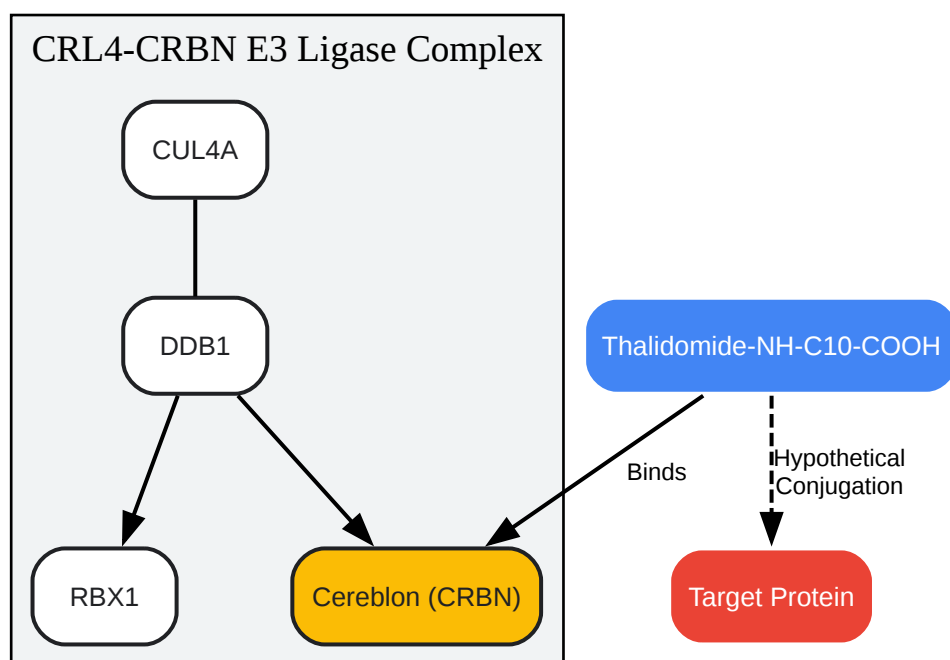 CRL4-CRBN E3 Ligase Complex
CUL4A
DDB1
Thalidomide-NH-C10-COOH
Binds
Hypothetical
Conjugation
RBX1
Cereblon (CRBN)
Target Protein